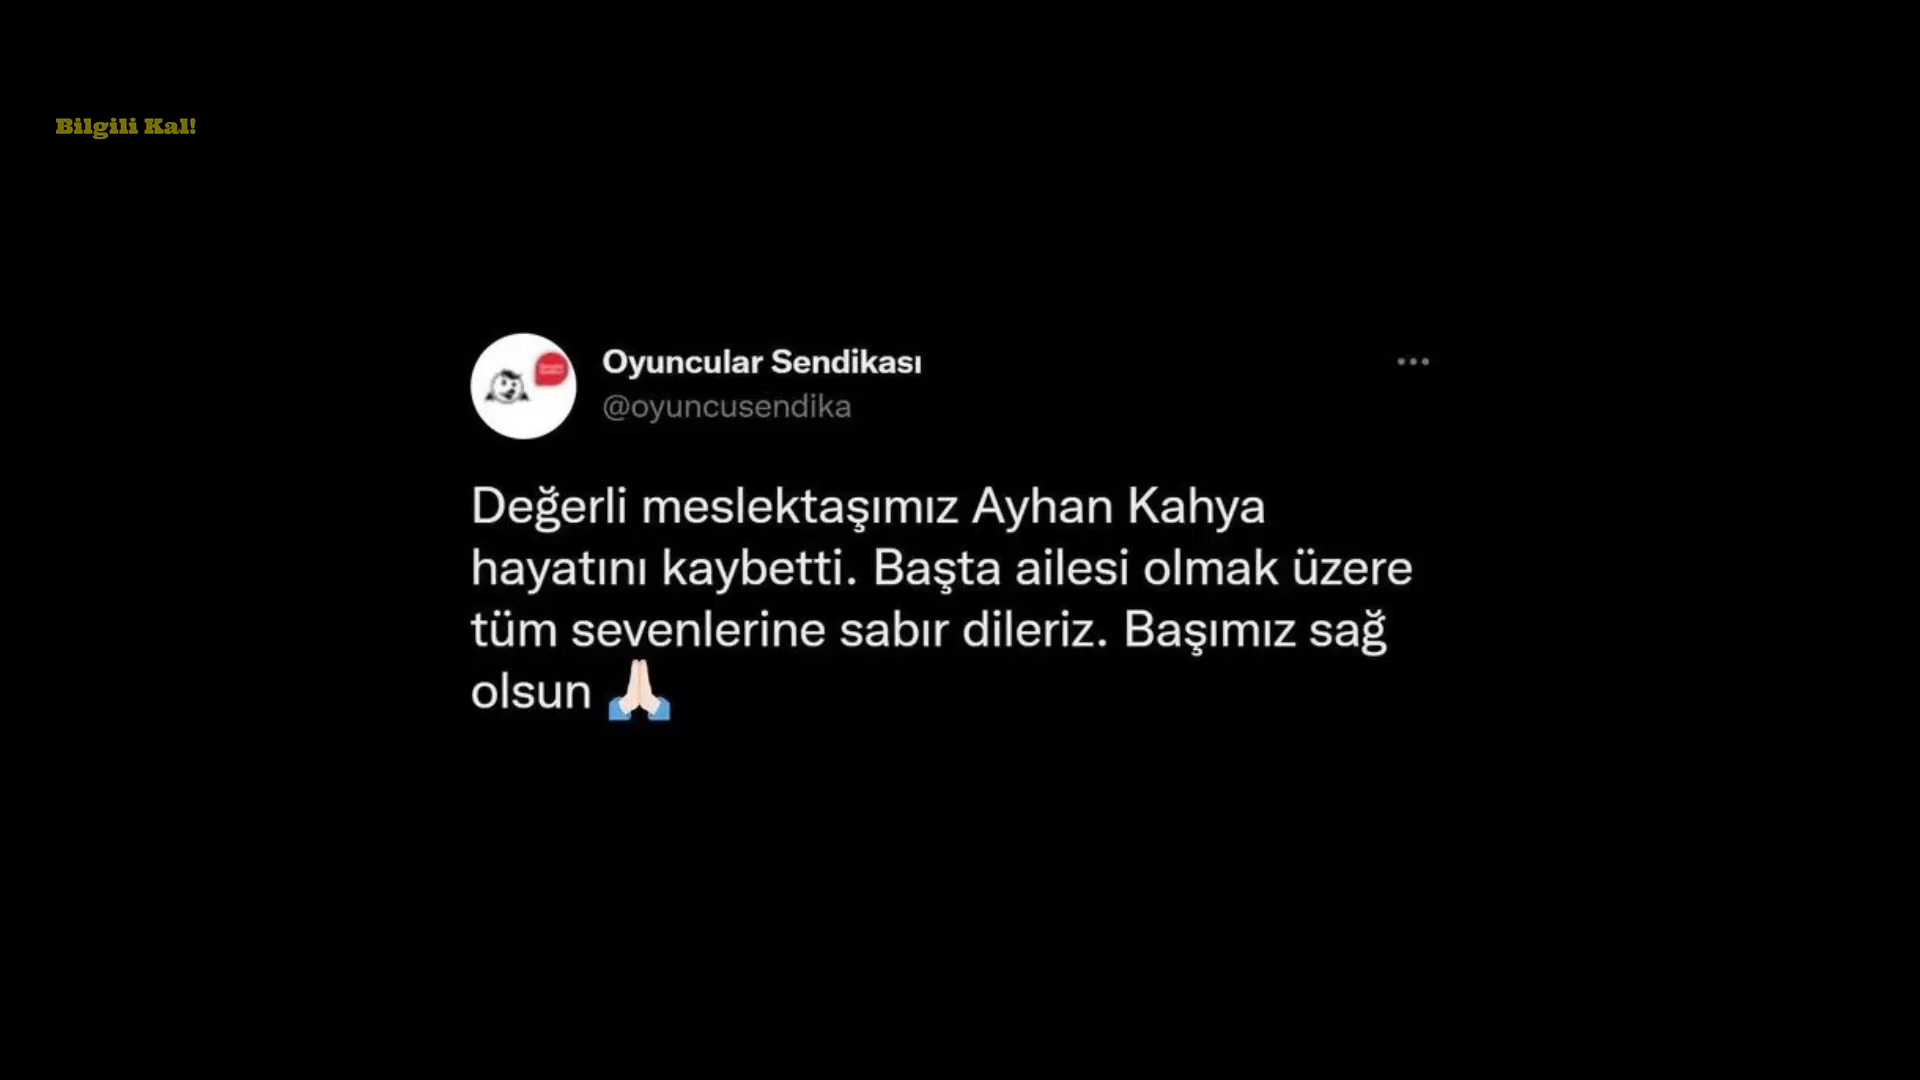 Bilgili Kal!
Oyuncular Sendikası
@oyuncusendika
Değerli meslektaşımız Ayhan Kahya
hayatını kaybetti. Başta ailesi olmak üzere
tüm sevenlerine sabır dileriz. Başımız sağ
olsun 🙏🏻